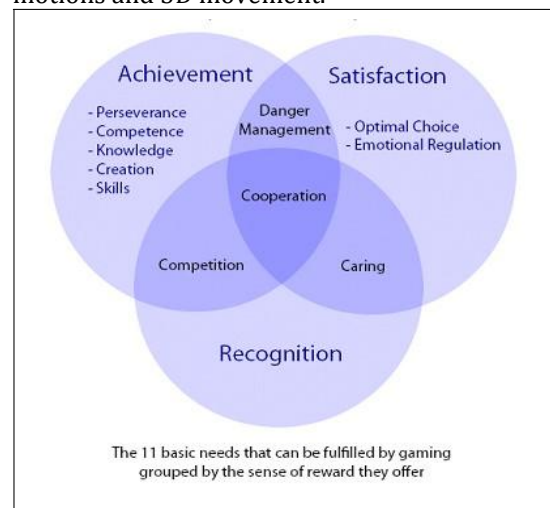 motions and 3D movement.
Achievement
- Perseverance
- Competence
- Knowledge
- Creation
- Skills
Danger
Management
Satisfaction
- Optimal Choice
- Emotional Regulation
Cooperation
Competition
Caring
Recognition
The 11 basic needs that can be fulfilled by gaming
grouped by the sense of reward they offer